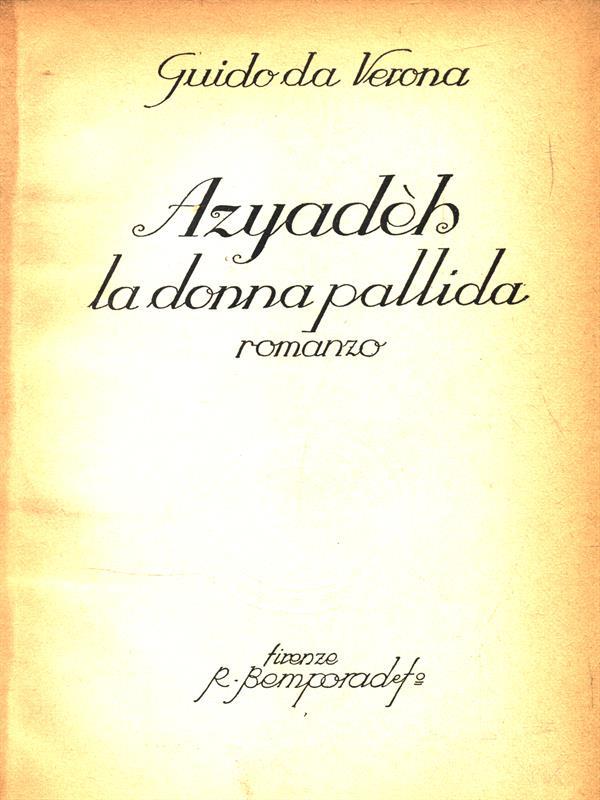 Guido da Verona
Azyadèh
la donna pallida
romanzo
firenze
R. Bemporad e f.o